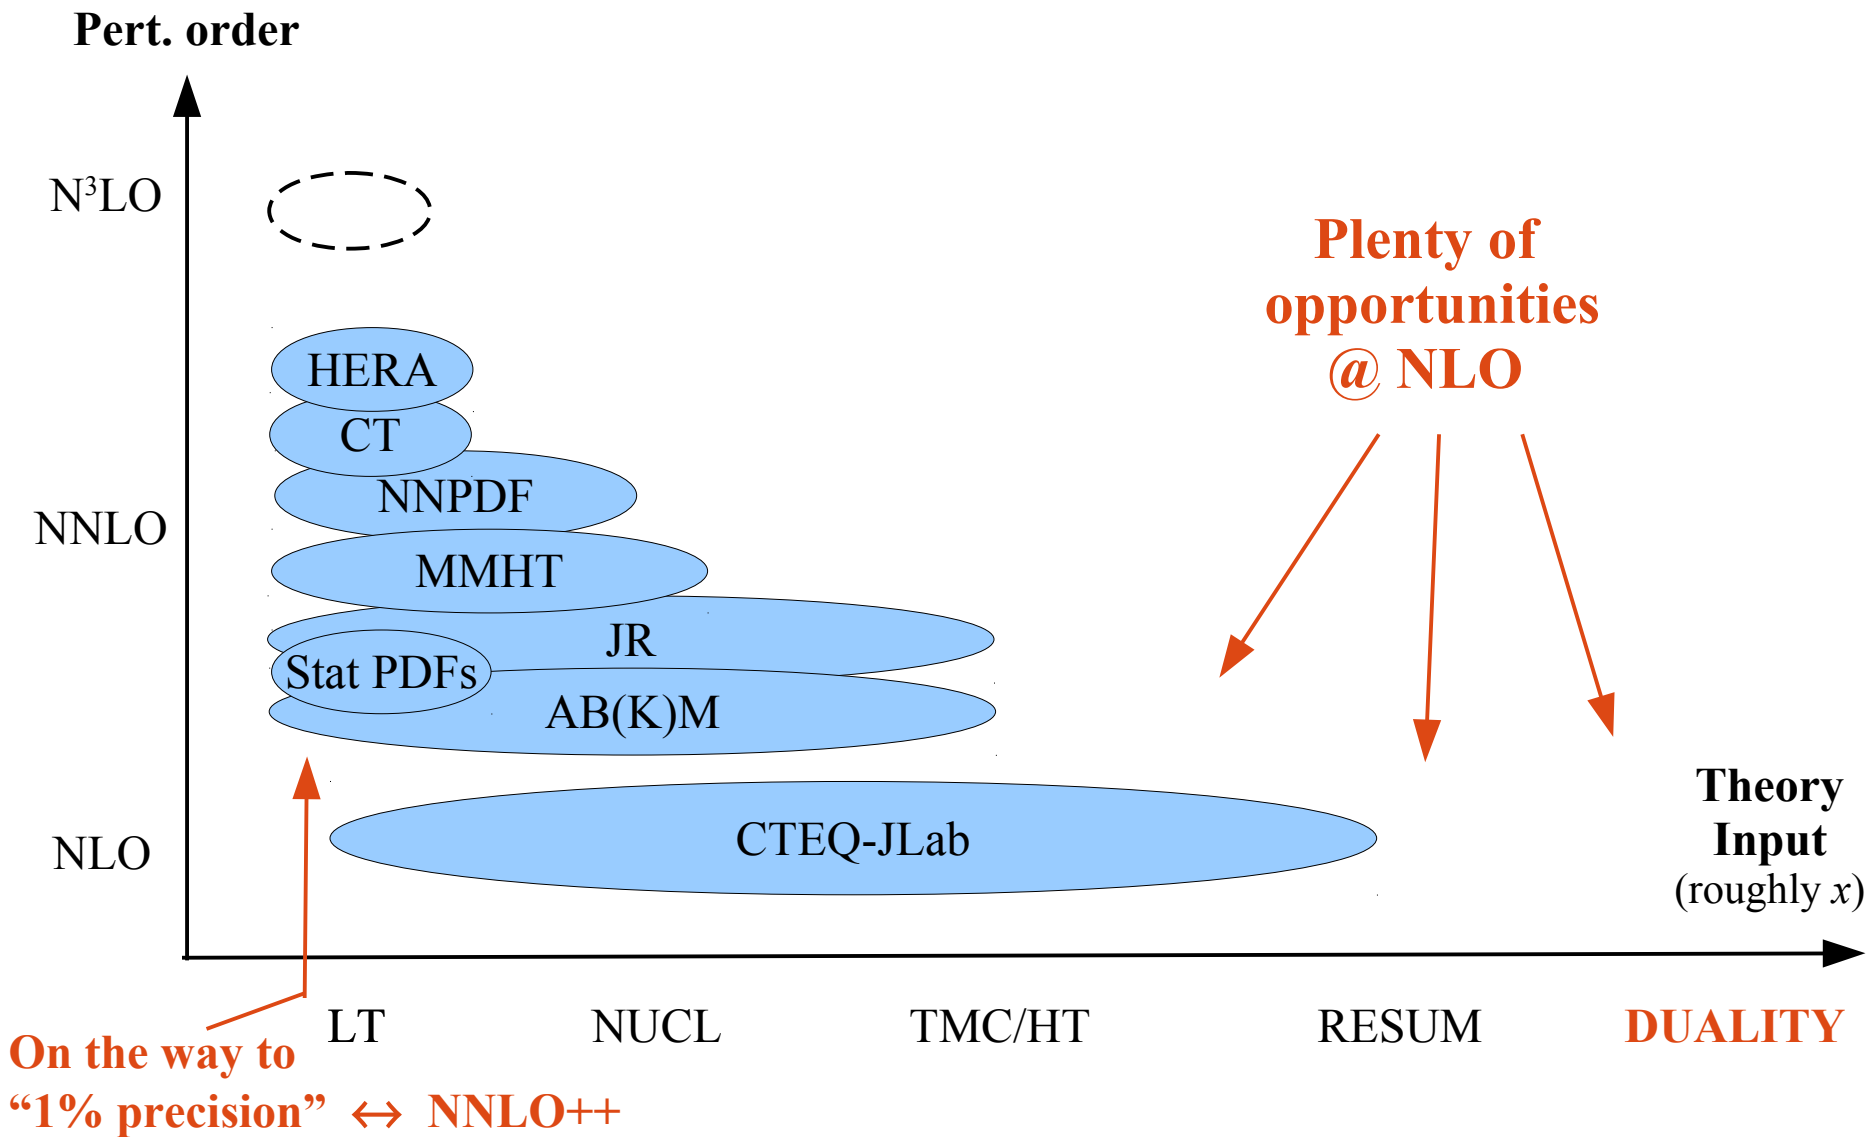 Pert. order
N³LO
Plenty of
opportunities
@ NLO
HERA
CT
NNPDF
NNLO
MMHT
JR
Stat PDFs
AB(K)M
Theory
Input
(roughly x)
NLO
CTEQ-JLab
LT
NUCL
TMC/HT
RESUM
DUALITY
On the way to
“1% precision” ↔ NNLO++